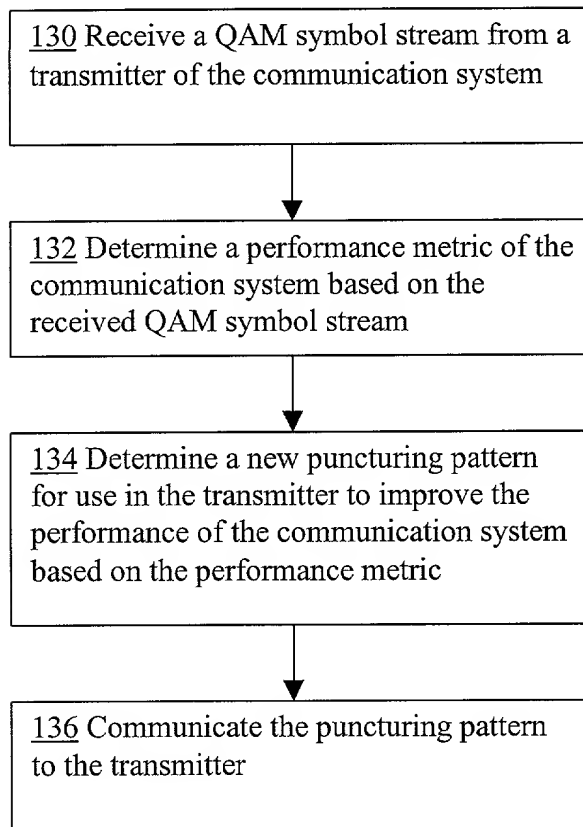 130 Receive a QAM symbol stream from a
transmitter of the communication system
132 Determine a performance metric of the
communication system based on the
received QAM symbol stream
134 Determine a new puncturing pattern
for use in the transmitter to improve the
performance of the communication system
based on the performance metric
136 Communicate the puncturing pattern
to the transmitter